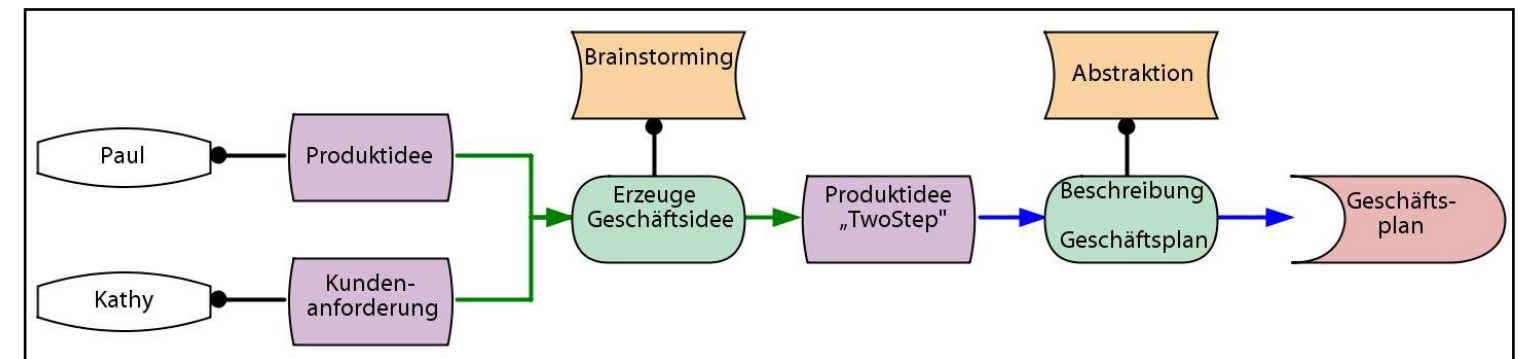 Brainstorming
Abstraktion
Paul
Produktidee
Erzeuge
Geschäftsidee
Produktidee
„TwoStep"
Beschreibung
Geschäftsplan
Geschäfts-
plan
Kathy
Kunden-
anforderung